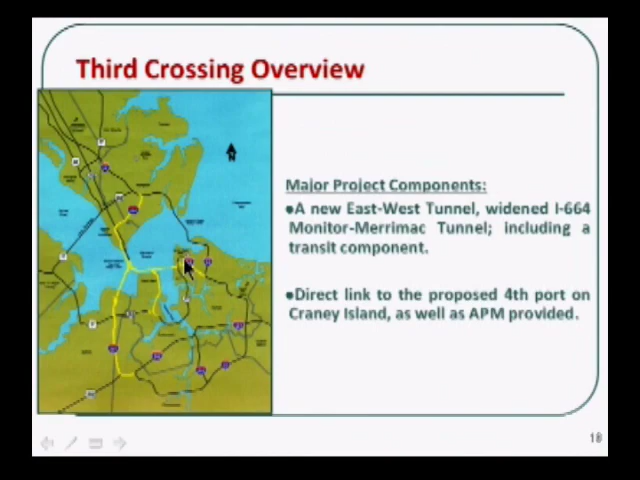 Third Crossing Overview
Major Project Components:
●A new East-West Tunnel, widened I-664
Monitor-Merrimac Tunnel; including a
transit component.
●Direct link to the proposed 4th port on
Craney Island, as well as APM provided.
18